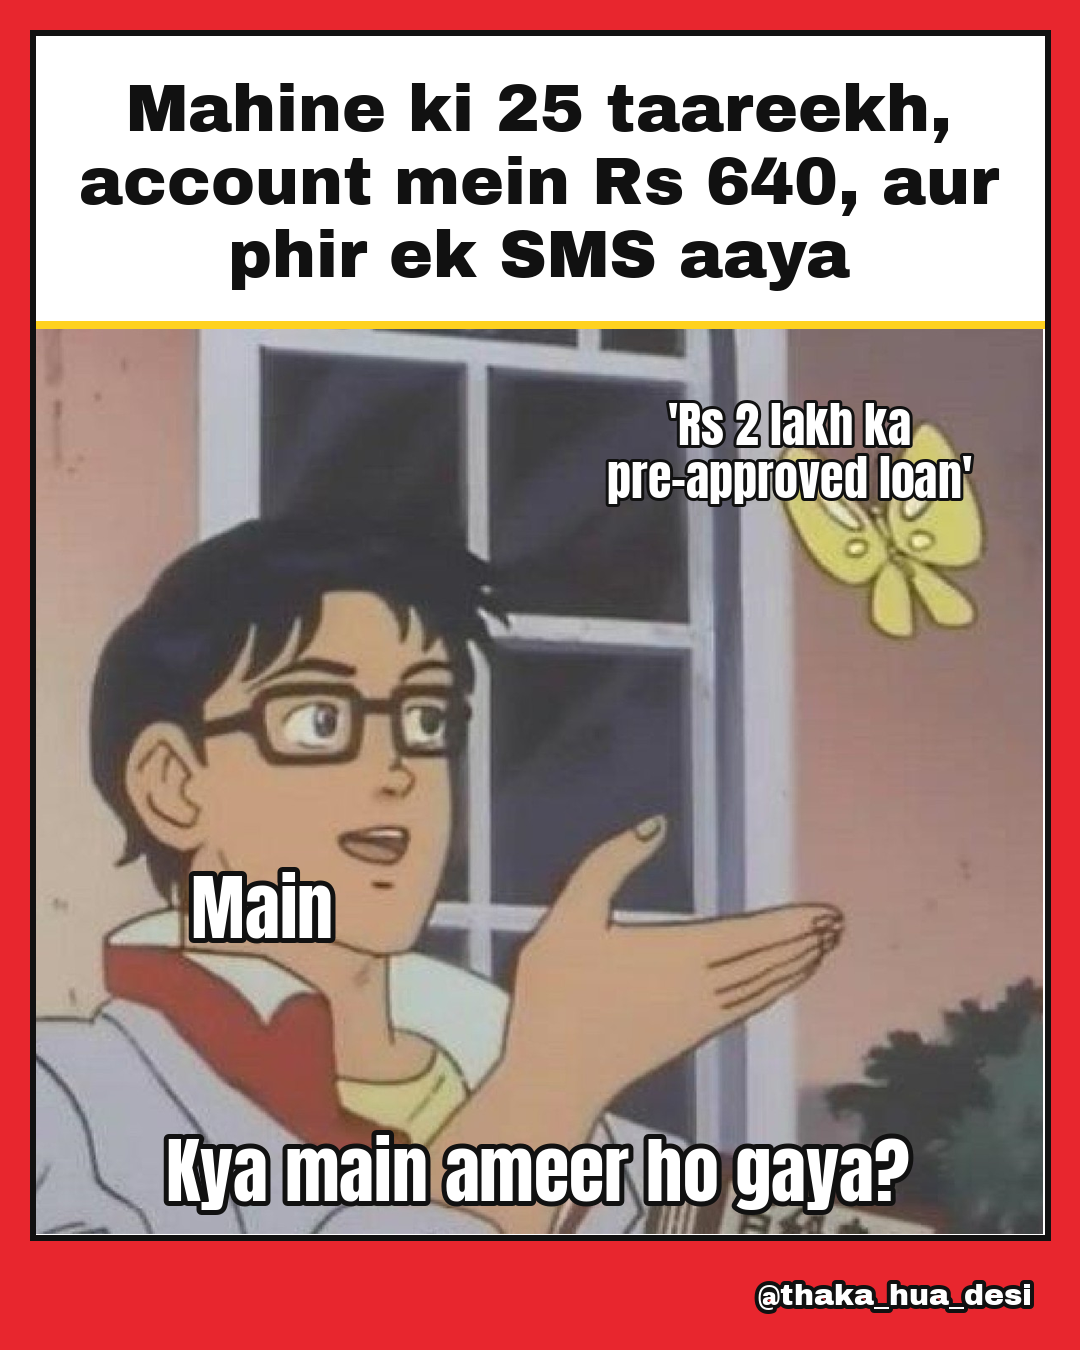 Mahine ki 25 taareekh,
account mein Rs 640, aur
phir ek SMS aaya
'Rs 2 lakh ka
pre-approved loan'
Main
Kya main ameer ho gaya?
@thaka_hua_desi